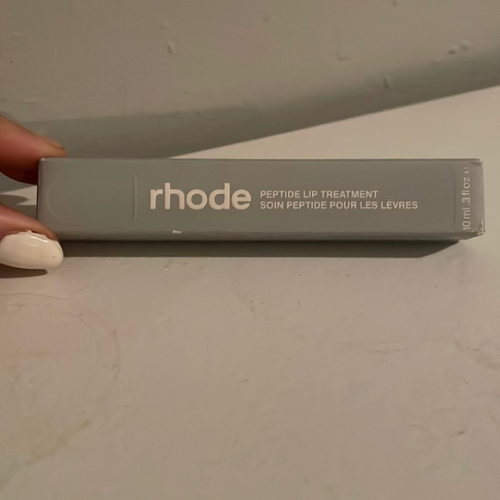 rhode
PEPTIDE LIP TREATMENT
SOIN PEPTIDE POUR LES LÈVRES
10 ml .3 fl oz